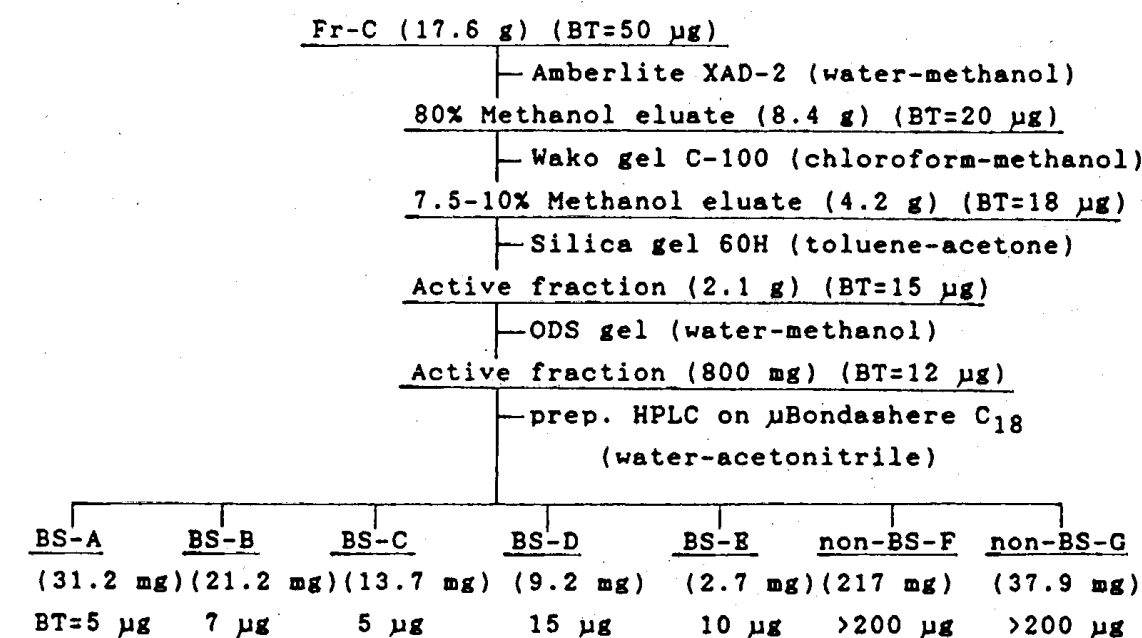 Fr-C (17.6 g) (BT=50 µg)
Amberlite XAD-2 (water-methanol)
80% Methanol eluate (8.4 g) (BT=20 µg)
Wako gel C-100 (chloroform-methanol)
7.5-10% Methanol eluate (4.2 g) (BT=18 µg)
Silica gel 60H (toluene-acetone)
Active fraction (2.1 g) (BT=15 µg)
ODS gel (water-methanol)
Active fraction (800 mg) (BT=12 µg)
prep. HPLC on µBondashere C18
(water-acetonitrile)
BS-A BS-B BS-C BS-D BS-E non-BS-F non-BS-G
(31.2 mg) (21.2 mg) (13.7 mg) (9.2 mg) (2.7 mg) (217 mg) (37.9 mg)
BT=5 µg 7 µg 5 µg 15 µg 10 µg >200 µg >200 µg